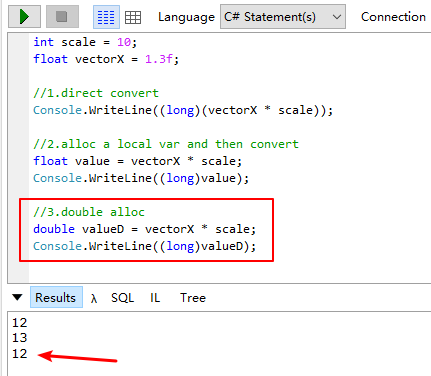 Language C# Statement(s) Connection
int scale = 10;
float vectorX = 1.3f;
//1.direct convert
Console.WriteLine((long)(vectorX * scale));
//2.alloc a local var and then convert
float value = vectorX * scale;
Console.WriteLine((long)value);
//3.double alloc
double valueD = vectorX * scale;
Console.WriteLine((long)valueD);
Results λ SQL IL Tree
12
13
12